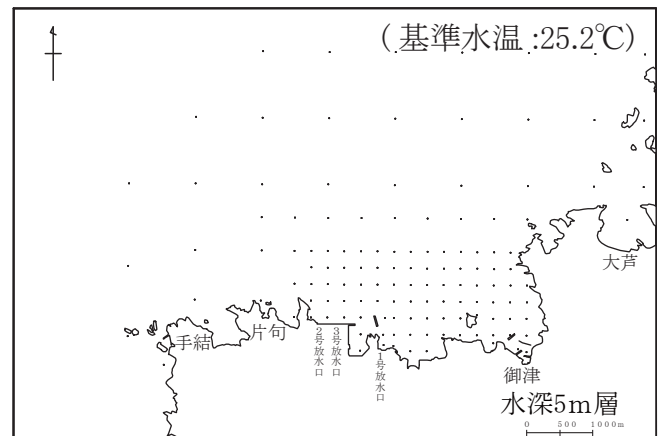 (基準水温:25.2℃)
大芦
手結
片句
2号放水口
3号放水口
1号放水口
御津
水深5m層
0 500 1000m